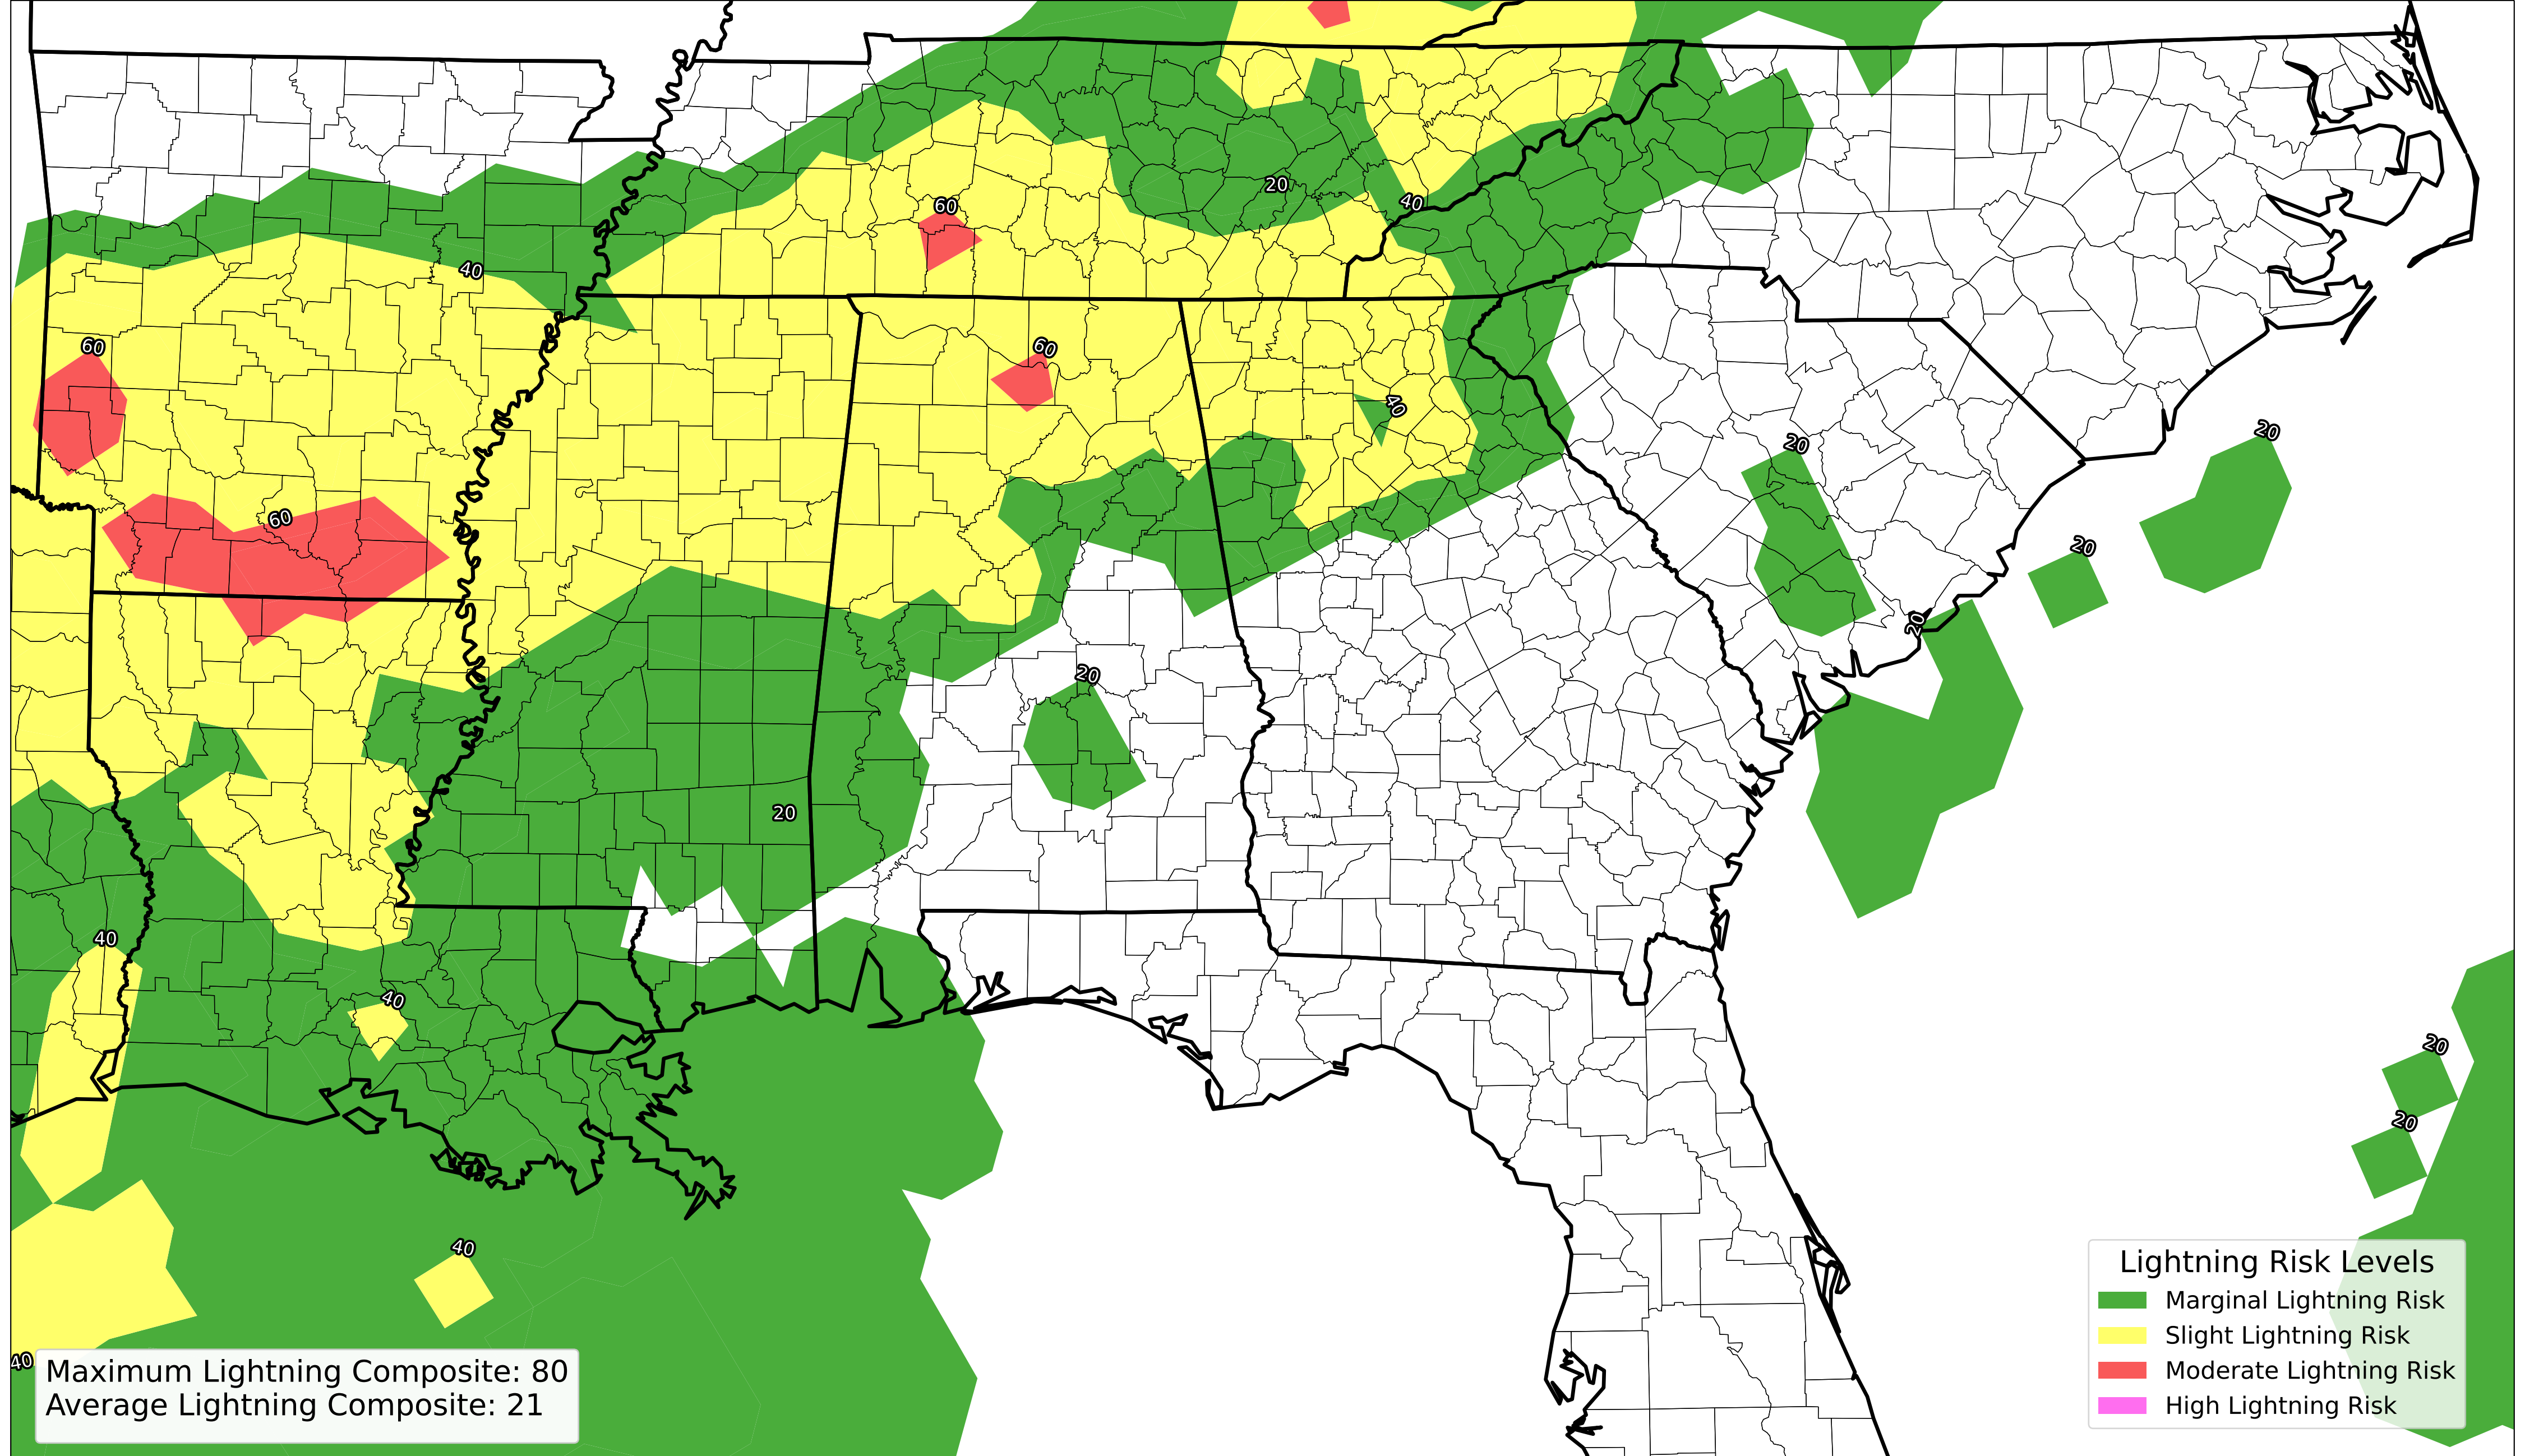 20
40
60
40
60
60
40
20
20
60
20
20
20
20
40
40
20
20
40
40
Maximum Lightning Composite: 80
Average Lightning Composite: 21
Lightning Risk Levels
Marginal Lightning Risk
Slight Lightning Risk
Moderate Lightning Risk
High Lightning Risk